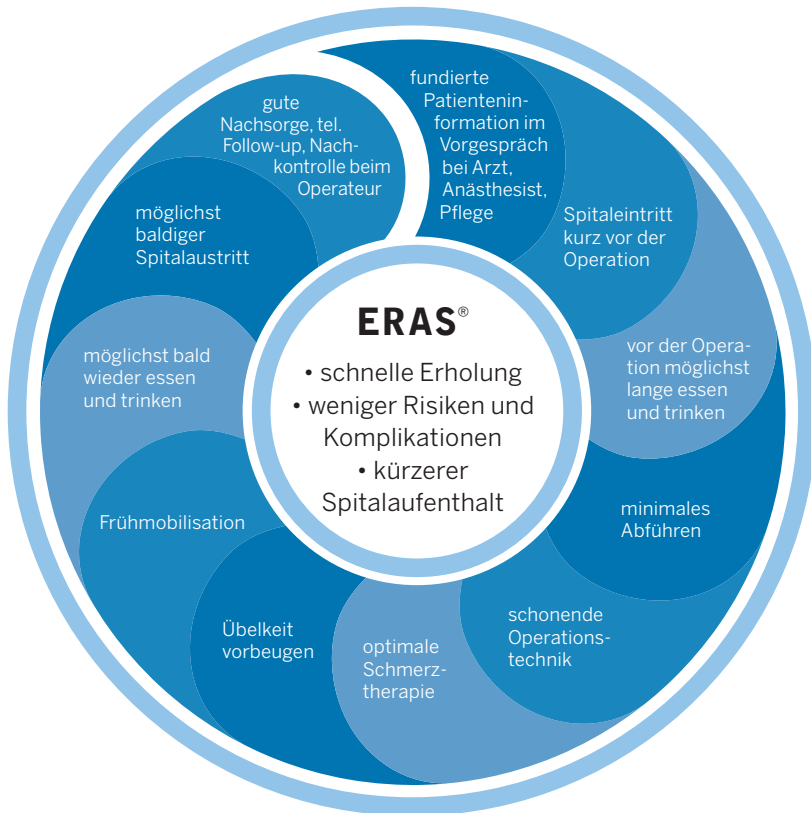 fundierte
Patientenin-
formation im
Vorgespräch
bei Arzt,
Anästhesist,
Pflege
Spitaleintritt
kurz vor der
Operation
vor der Opera-
tion möglichst
lange essen
und trinken
minimales
Abführen
schonende
Operations-
technik
optimale
Schmerz-
therapie
Übelkeit
vorbeugen
Frühmobilisation
möglichst bald
wieder essen
und trinken
möglichst
baldiger
Spitalaustritt
gute
Nachsorge, tel.
Follow-up, Nach-
kontrolle beim
Operateur
ERAS®
• schnelle Erholung
• weniger Risiken und
Komplikationen
• kürzerer
Spitalaufenthalt